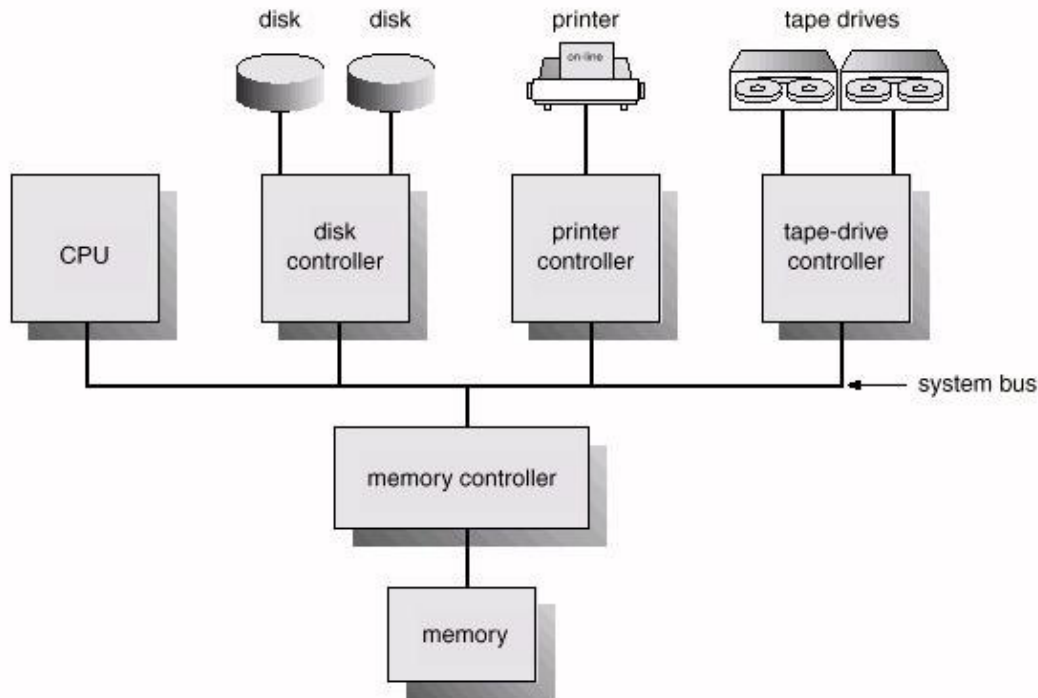 disk
disk
printer
tape drives
on-line
CPU
disk
controller
printer
controller
tape-drive
controller
system bus
memory controller
memory